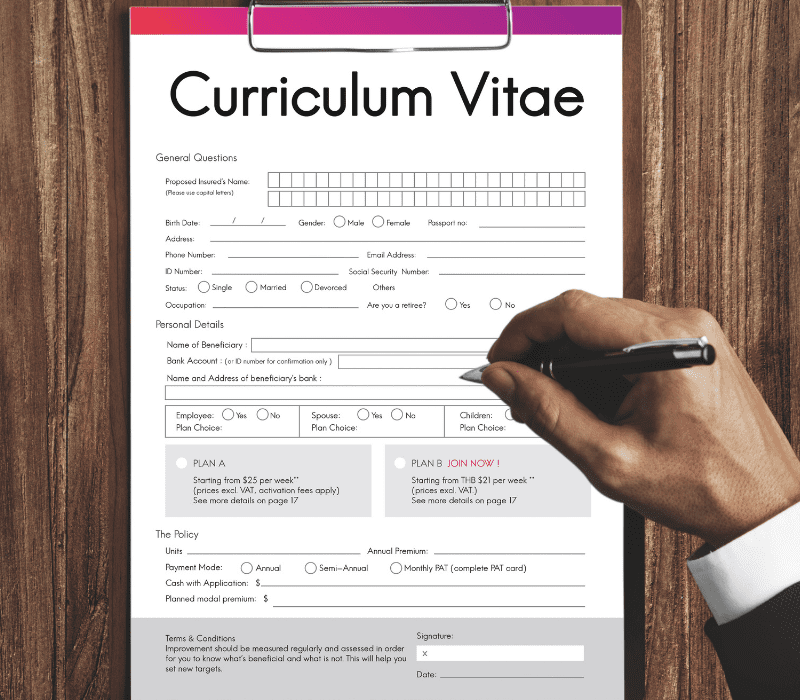 Curriculum Vitae
General Questions
Proposed Insured's Name:
(Please use capital letters)
Birth Date: / / Gender: Male Female Passport no:
Address:
Phone Number: Email Address:
ID Number: Social Security Number:
Status: Single Married Devorced Others
Occupation: Are you a retiree? Yes No
Personal Details
Name of Beneficiary :
Bank Account : (or ID number for confirmation only )
Name and Address of beneficiary's bank :
Employee: Yes No Spouse: Yes No Children:
Plan Choice: Plan Choice: Plan Choice:
PLAN A PLAN B JOIN NOW !
Starting from $25 per week** Starting from THB $21 per week **
(prices excl. VAT, activation fees apply) (prices excl. VAT.)
See more details on page 17 See more details on page 17
The Policy
Units Annual Premium:
Payment Mode: Annual Semi-Annual Monthly PAT (complete PAT card)
Cash with Application: $
Planned modal premium: $
Terms & Conditions
Improvement should be measured regularly and assessed in order
for you to know what's beneficial and what is not. This will help you
set new targets.
Signature:
x
Date: